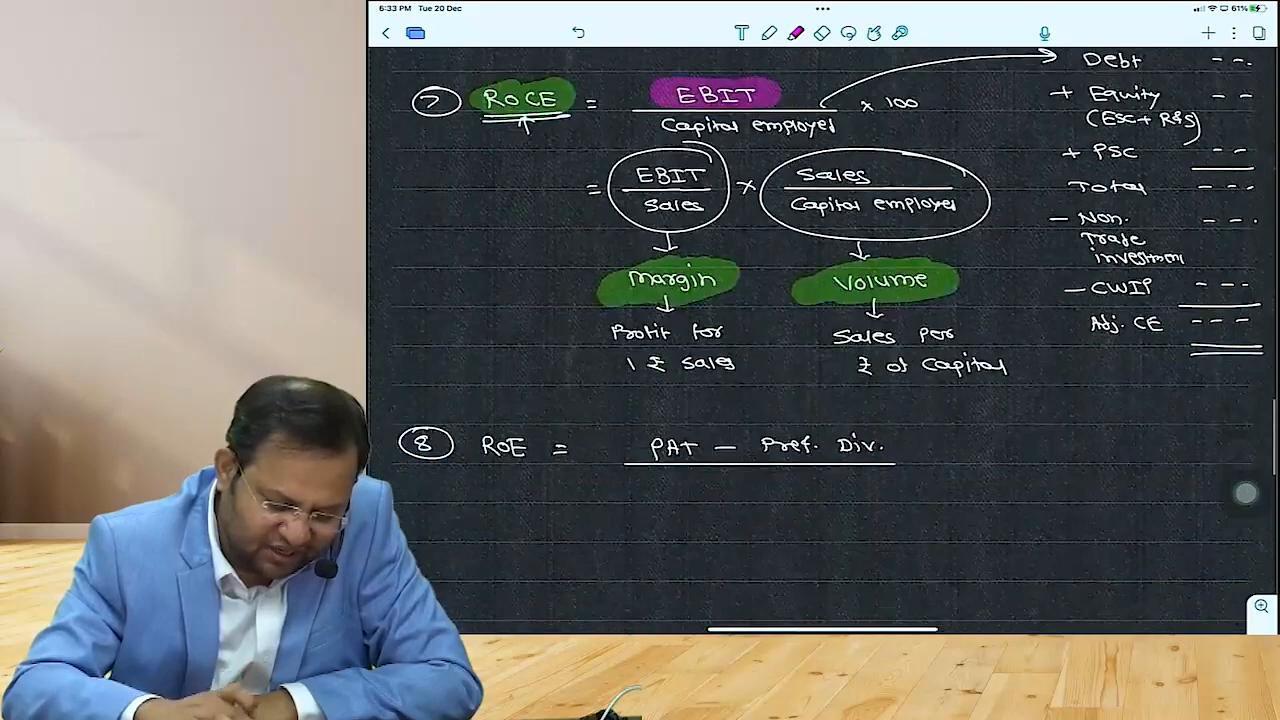 6:33 PM Tue 20 Dec
61%
7 ROCE = EBIT / Capital employed × 100
= EBIT / Sales × Sales / Capital employed
Margin Volume
Profit for Sales per
1 ₹ Sales ₹ of Capital
8 ROE = PAT — Pref. Div.
Debt - - -
+ Equity - -
(ESC + R&S)
+ PSC - -
Total - - -
- Non. - - -
Trade
investment
- CWIP - - -
Adj. CE - - -